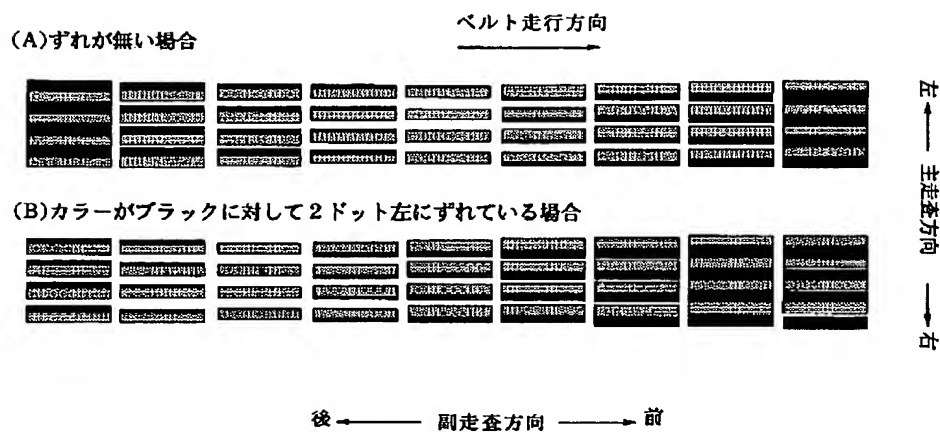 ベルト走行方向
(A)ずれが無い場合
左
主走査方向
右
(B)カラーがブラックに対して2ドット左にずれている場合
後
副走査方向
前